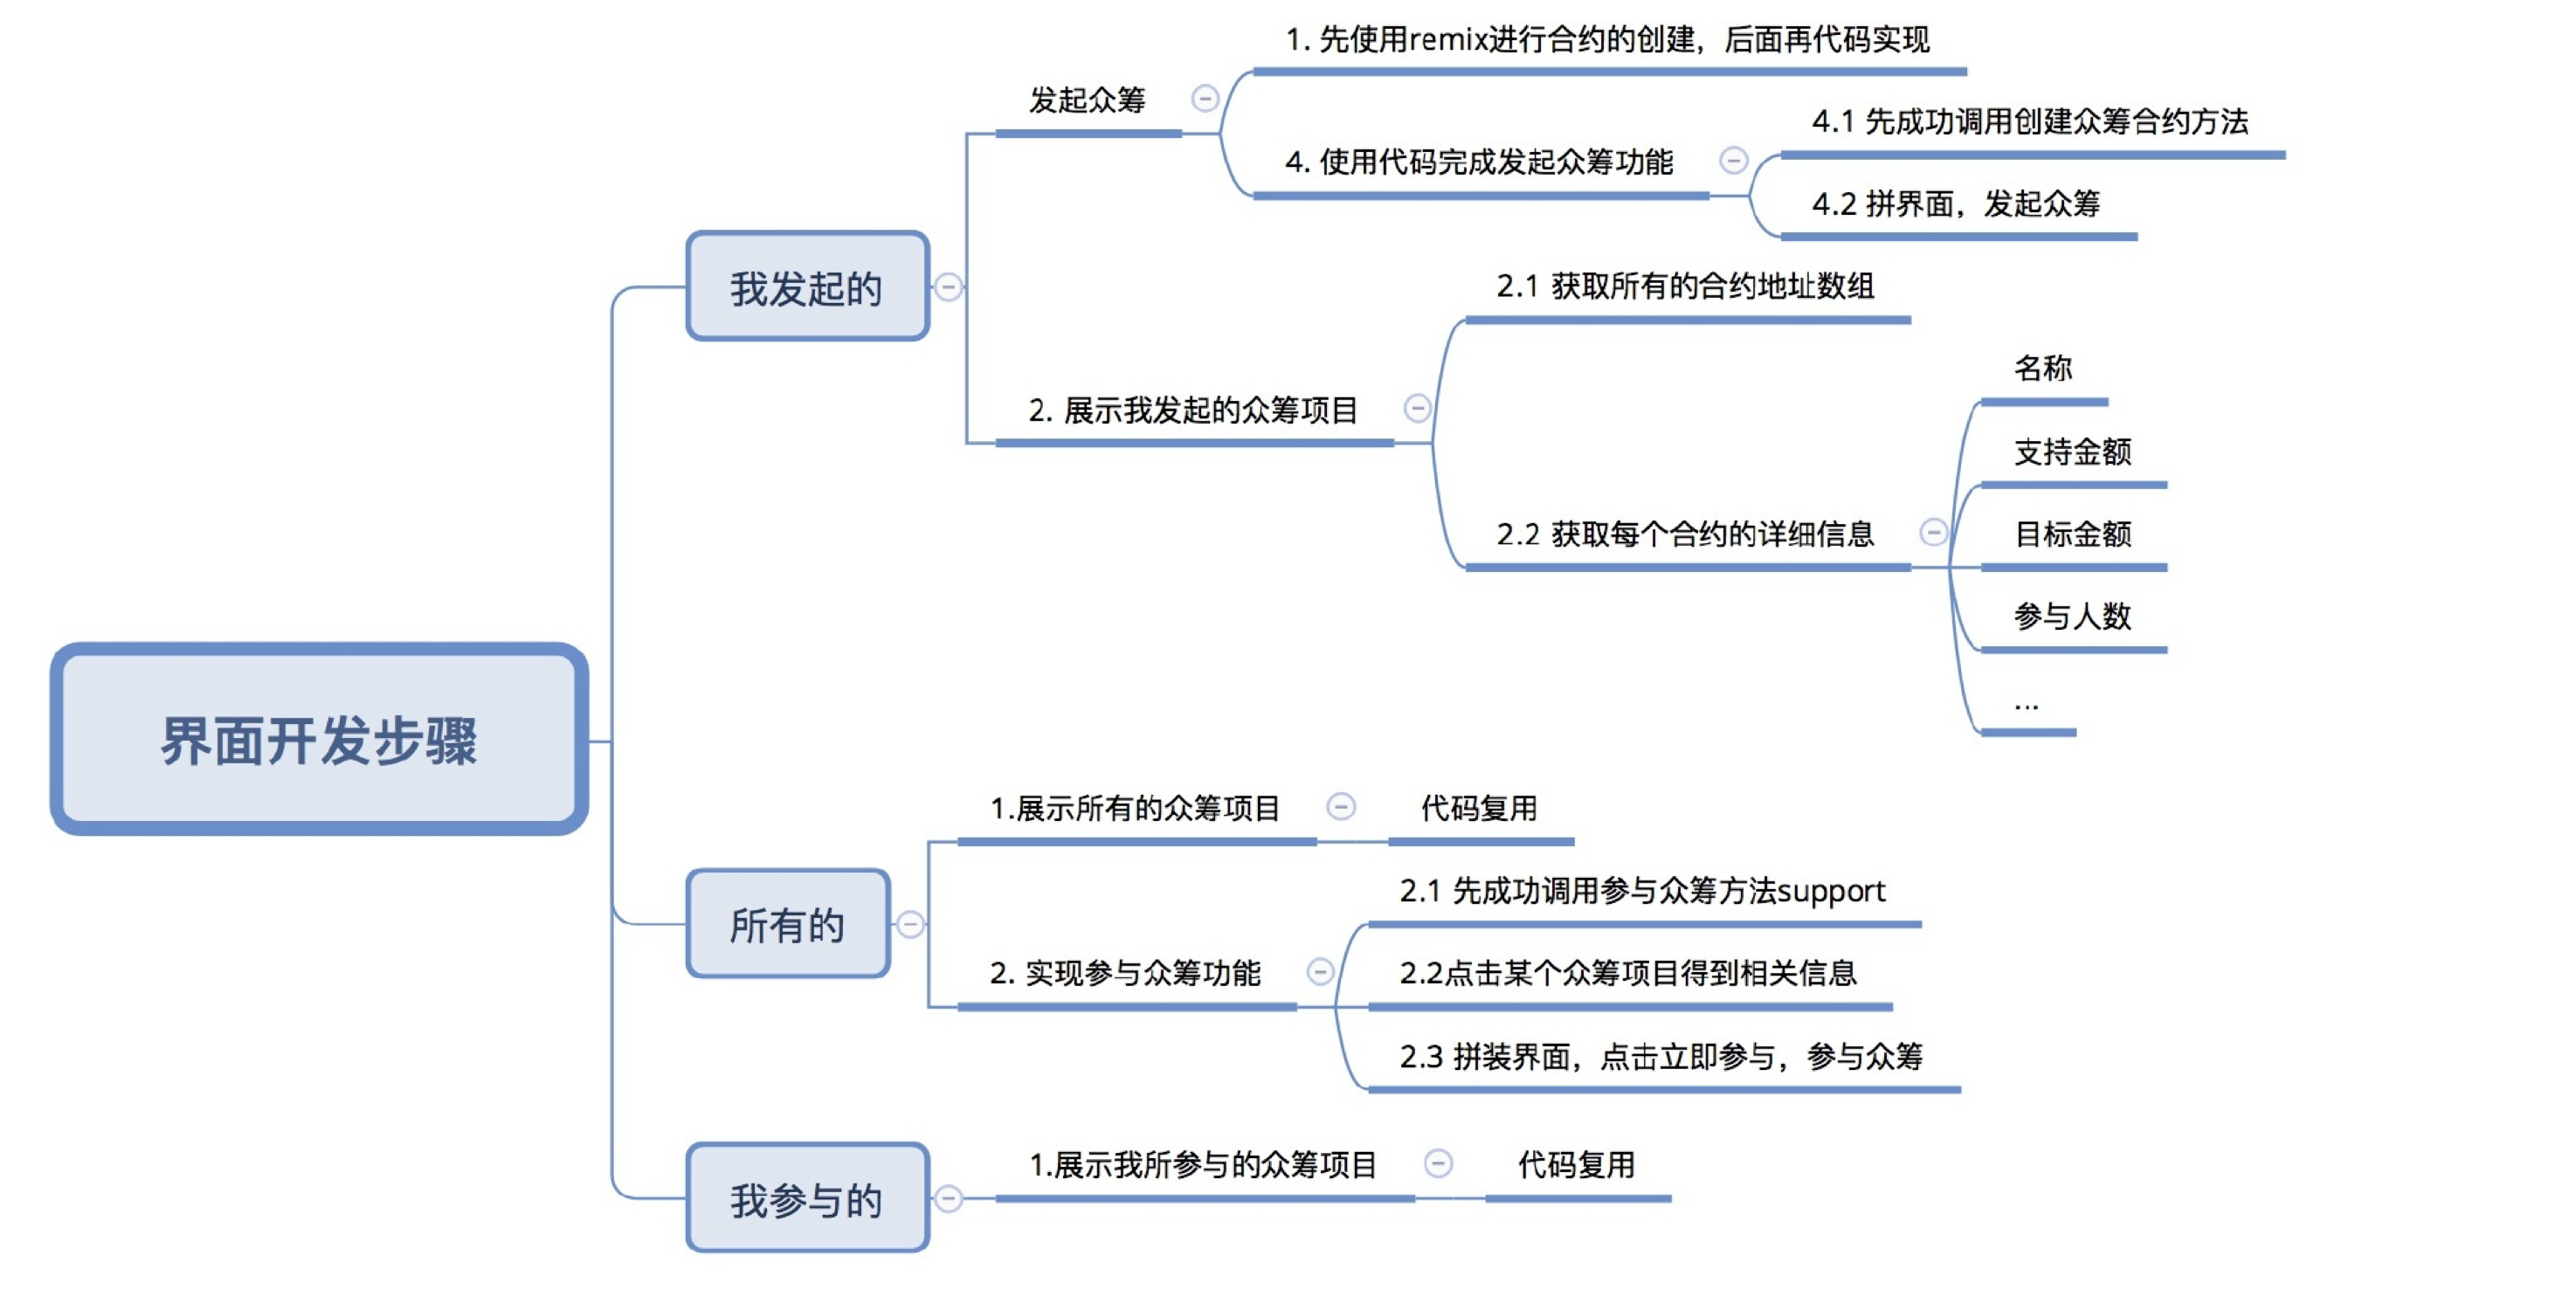 界面开发步骤
我发起的
发起众筹
1. 先使用remix进行合约的创建，后面再代码实现
4. 使用代码完成发起众筹功能
4.1 先成功调用创建众筹合约方法
4.2 拼界面，发起众筹
2. 展示我发起的众筹项目
2.1 获取所有的合约地址数组
2.2 获取每个合约的详细信息
名称
支持金额
目标金额
参与人数
...
所有的
1.展示所有的众筹项目
代码复用
2. 实现参与众筹功能
2.1 先成功调用参与众筹方法support
2.2点击某个众筹项目得到相关信息
2.3 拼装界面，点击立即参与，参与众筹
我参与的
1.展示我所参与的众筹项目
代码复用